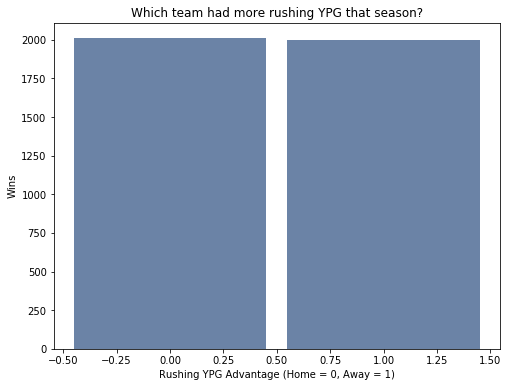 Which team had more rushing YPG that season?
2000
1750
1500
1250
1000
750
500
250
0
Wins
−0.50 −0.25 0.00 0.25 0.50 0.75 1.00 1.25 1.50
Rushing YPG Advantage (Home = 0, Away = 1)